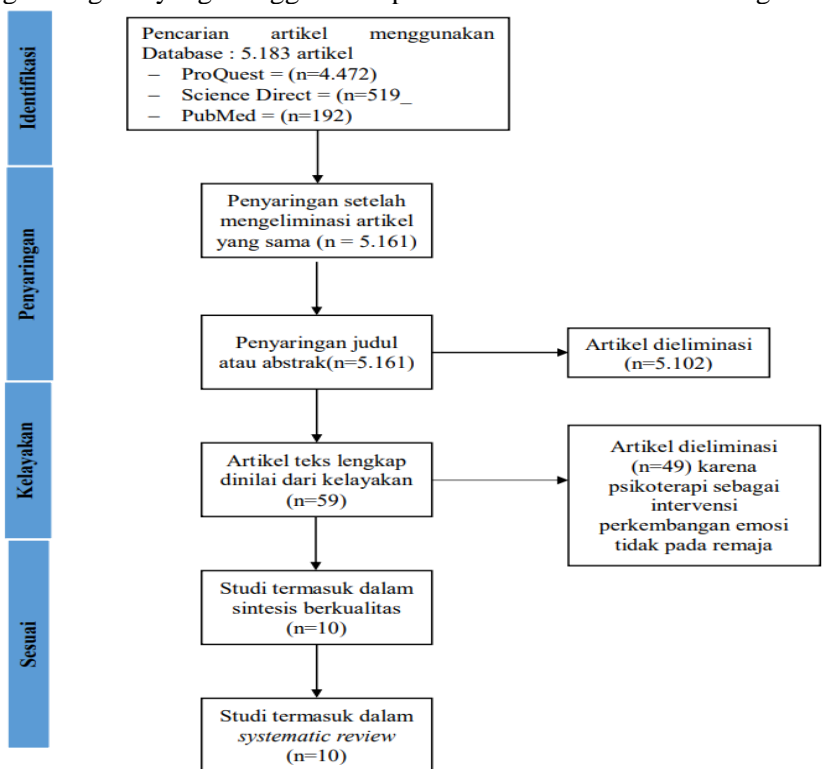 Identifikasi
Pencarian artikel menggunakan
Database : 5.183 artikel
– ProQuest = (n=4.472)
– Science Direct = (n=519_
– PubMed = (n=192)
Penyaringan
Penyaringan setelah
mengeliminasi artikel
yang sama (n = 5.161)
Penyaringan judul
atau abstrak(n=5.161)
Artikel dieliminasi
(n=5.102)
Kelayakan
Artikel teks lengkap
dinilai dari kelayakan
(n=59)
Artikel dieliminasi
(n=49) karena
psikoterapi sebagai
intervensi
perkembangan emosi
tidak pada remaja
Sesuai
Studi termasuk dalam
sintesis berkualitas
(n=10)
Studi termasuk dalam
systematic review
(n=10)